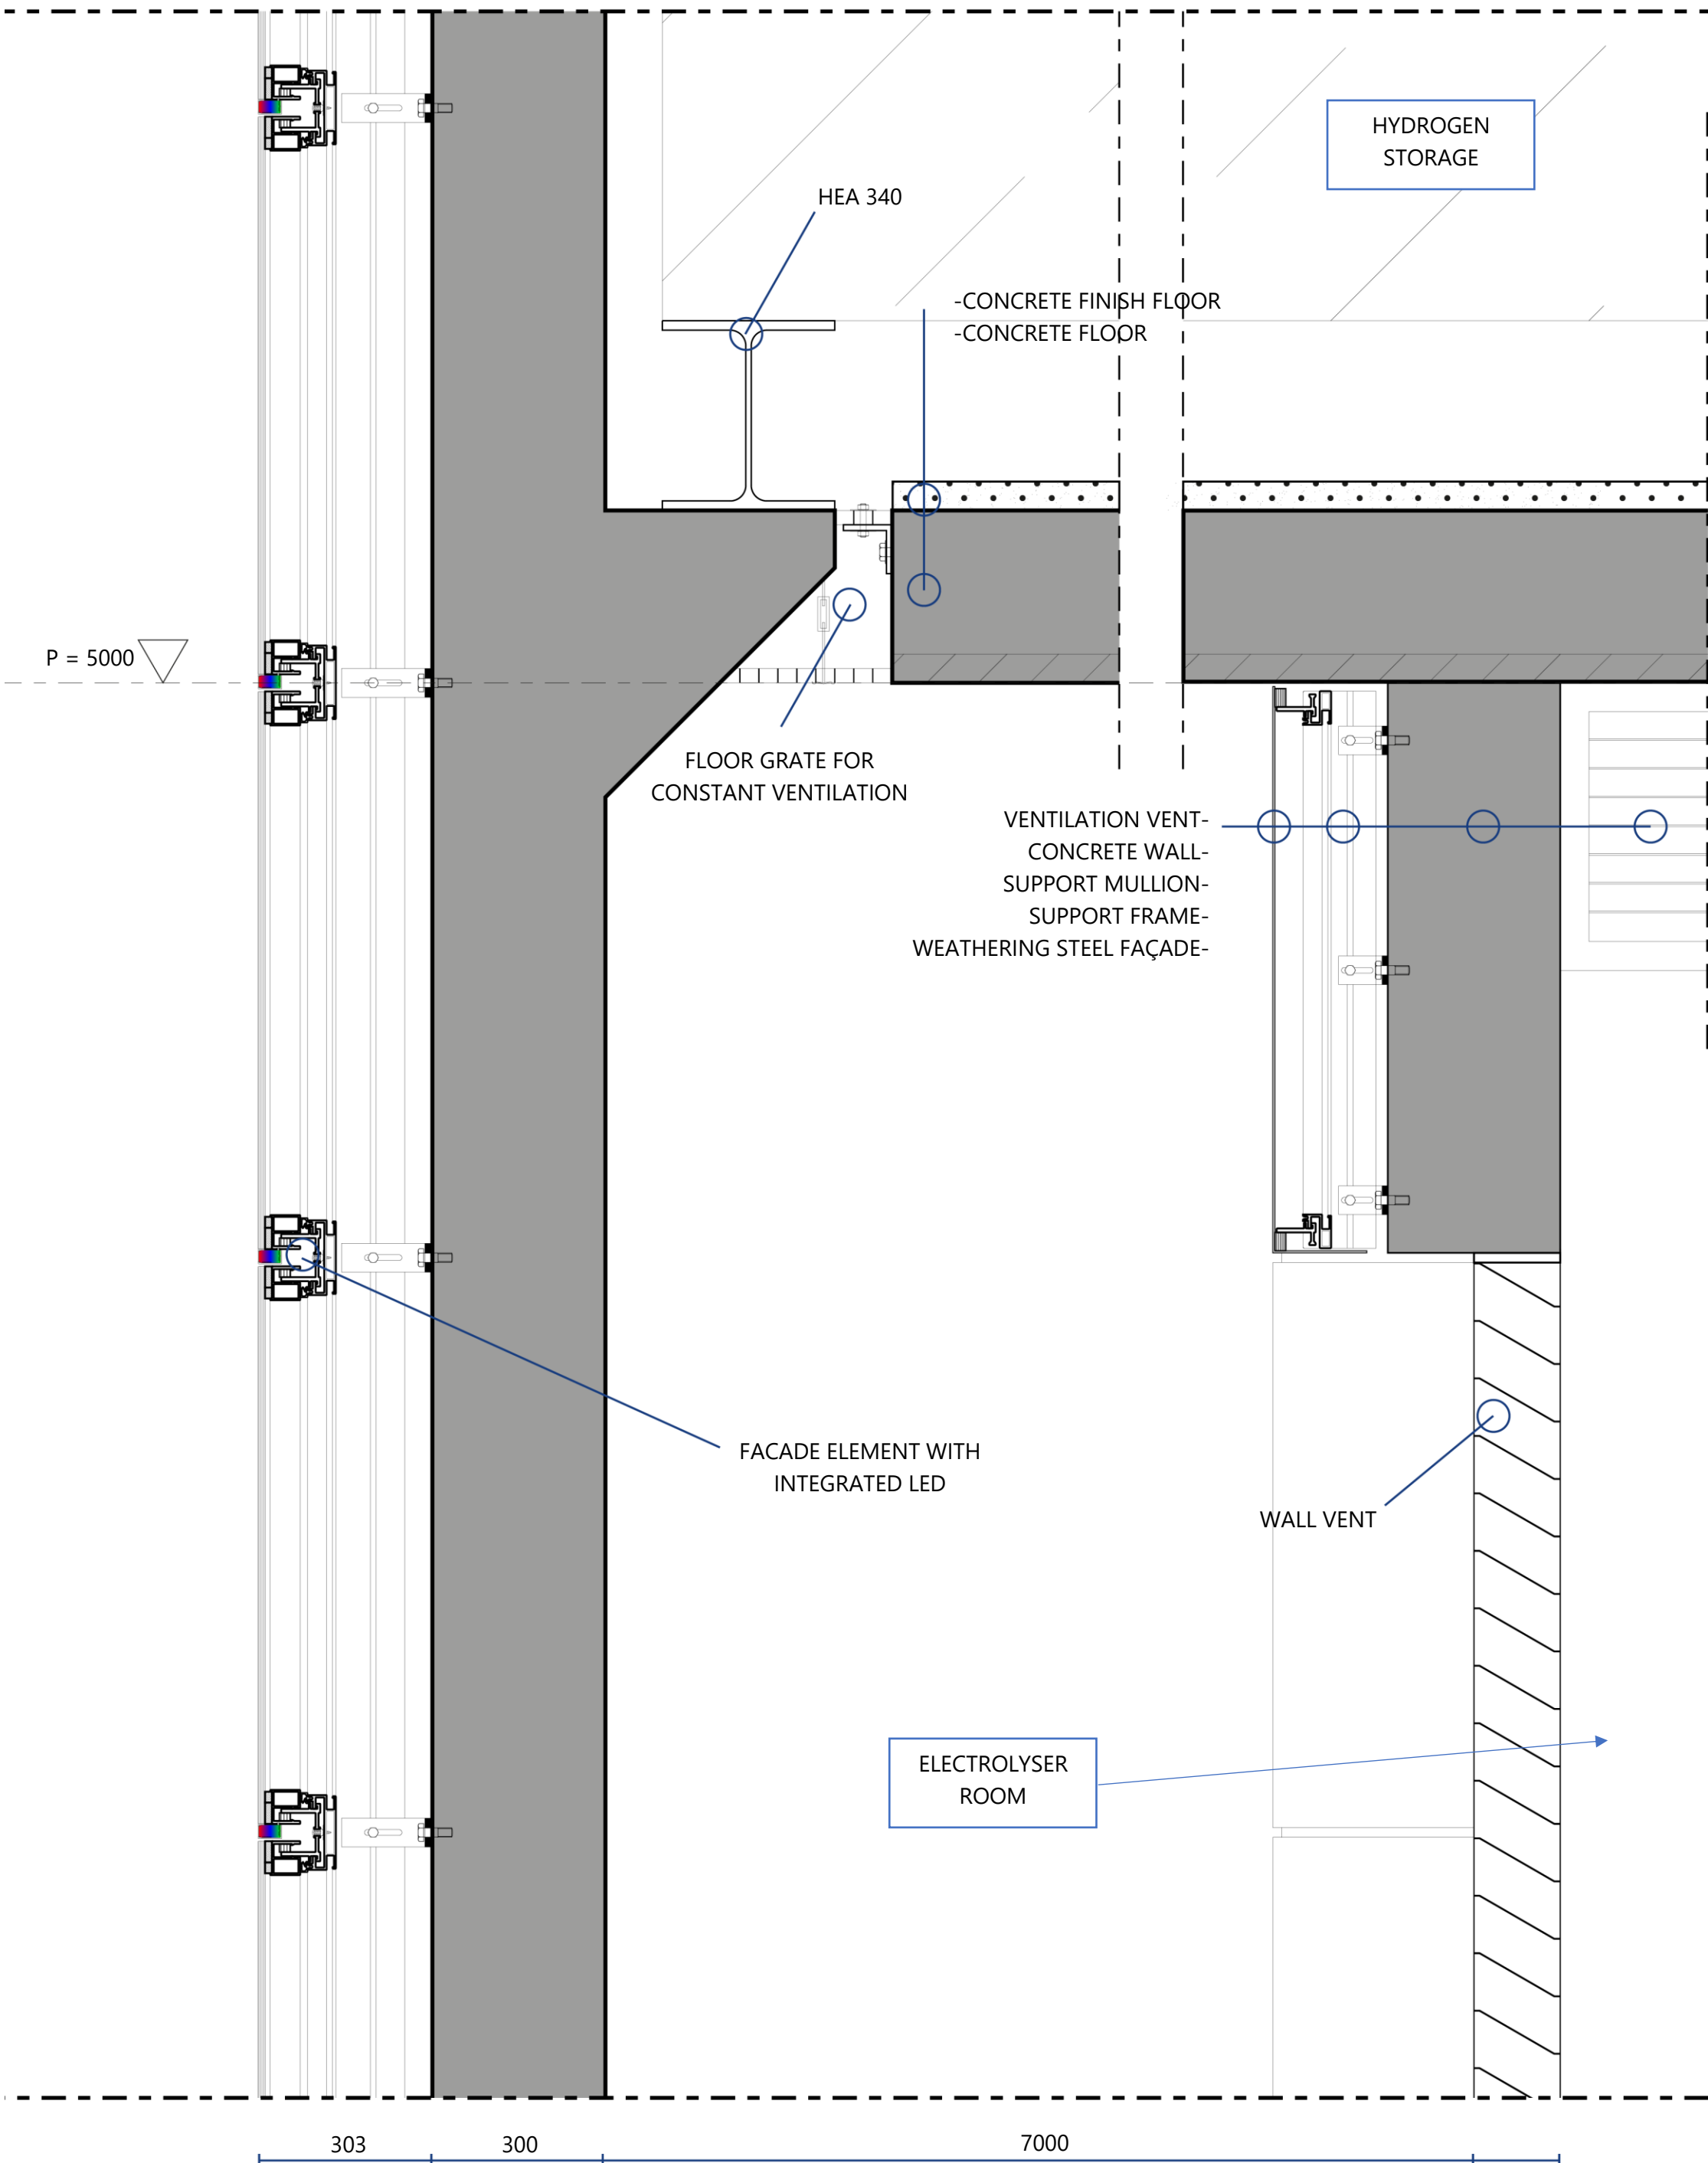 HYDROGEN
STORAGE
HEA 340
-CONCRETE FINISH FLOOR
-CONCRETE FLOOR
P = 5000
FLOOR GRATE FOR
CONSTANT VENTILATION
VENTILATION VENT-
CONCRETE WALL-
SUPPORT MULLION-
SUPPORT FRAME-
WEATHERING STEEL FAÇADE-
FACADE ELEMENT WITH
INTEGRATED LED
WALL VENT
ELECTROLYSER
ROOM
303
300
7000